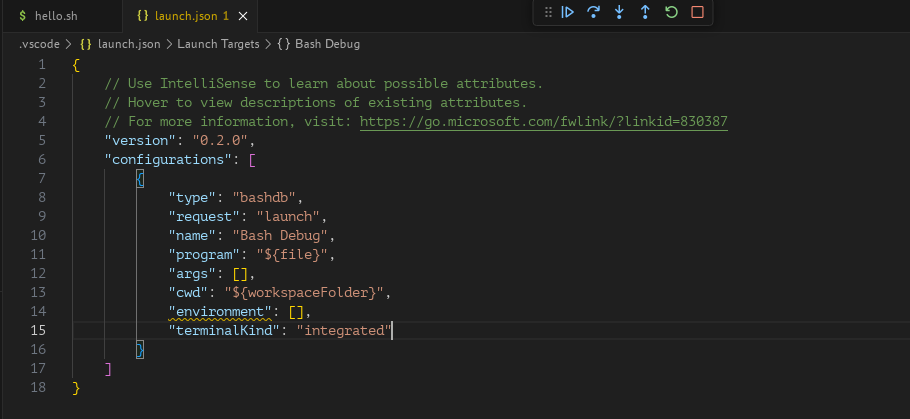 $ hello.sh {} launch.json 1 ×
.vscode > {} launch.json > Launch Targets > {} Bash Debug
1 {
2 // Use IntelliSense to learn about possible attributes.
3 // Hover to view descriptions of existing attributes.
4 // For more information, visit: https://go.microsoft.com/fwlink/?linkid=830387
5 "version": "0.2.0",
6 "configurations": [
7 {
8 "type": "bashdb",
9 "request": "launch",
10 "name": "Bash Debug",
11 "program": "${file}",
12 "args": [],
13 "cwd": "${workspaceFolder}",
14 "environment": [],
15 "terminalKind": "integrated"
16 }
17 ]
18 }